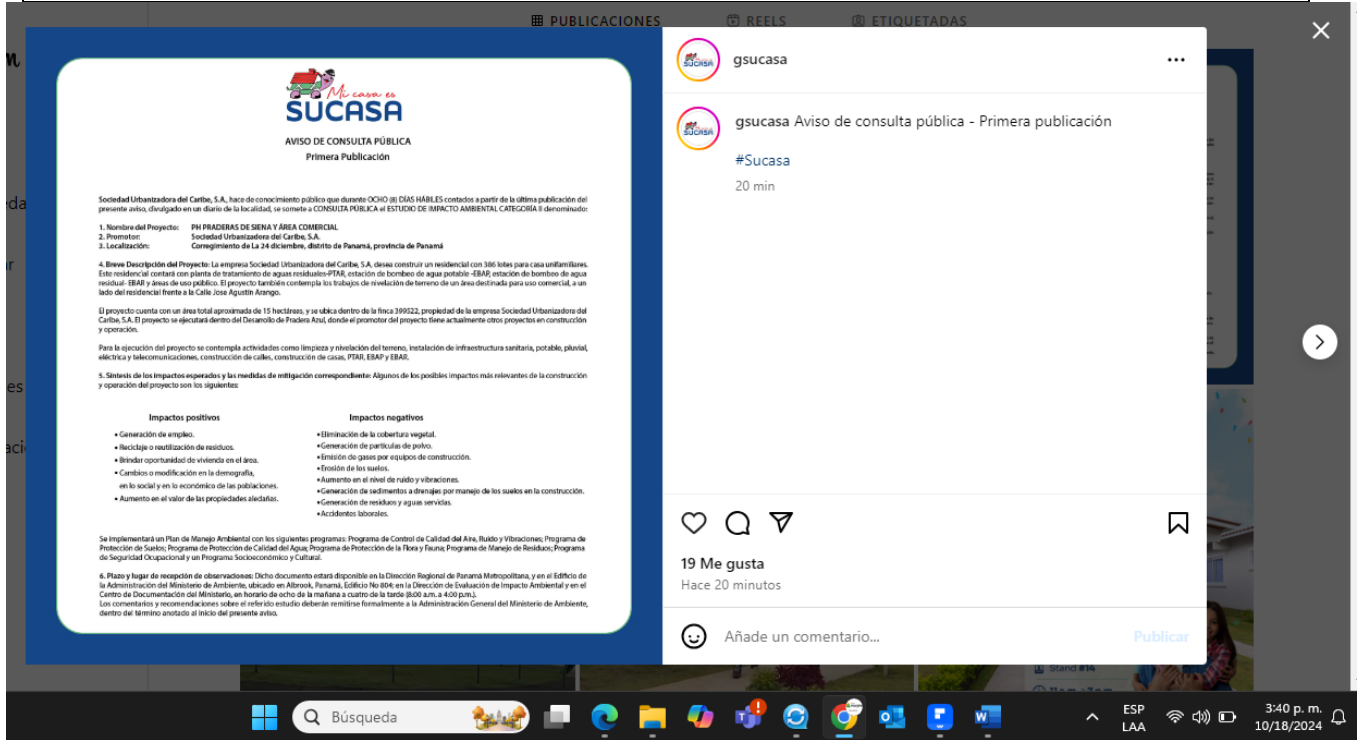 PUBLICACIONES
REELS
ETIQUETADAS
Mi casa es
SUCASA
AVISO DE CONSULTA PÚBLICA
Primera Publicación
Sociedad Urbanizadora del Caribe, S.A., hace de conocimiento público que durante OCHO (8) DÍAS HÁBILES contados a partir de la última publicación del
presente aviso, divulgado en un diario de la localidad, se somete a CONSULTA PÚBLICA el ESTUDIO DE IMPACTO AMBIENTAL CATEGORÍA II denominado:
1. Nombre del Proyecto: PH PRADERAS DE SIENA Y ÁREA COMERCIAL
2. Promotor: Sociedad Urbanizadora del Caribe, S.A.
3. Localización: Corregimiento de La 24 diciembre, distrito de Panamá, provincia de Panamá
4. Breve Descripción del Proyecto: La empresa Sociedad Urbanizadora del Caribe, S.A, desea construir un residencial con 386 lotes para casa unifamiliares.
Este residencial contará con planta de tratamiento de aguas residuales-PTAR, estación de bombeo de agua potable -EBAP, estación de bombeo de agua
residual- EBAR y áreas de uso público. El proyecto también contempla los trabajos de nivelación de terreno de un área destinada para uso comercial, a un
lado del residencial frente a la Calle Jose Agustín Arango.
El proyecto cuenta con un área total aproximada de 15 hectáreas, y se ubica dentro de la finca 399522, propiedad de la empresa Sociedad Urbanizadora del
Caribe, S.A. El proyecto se ejecutará dentro del Desarrollo de Pradera Azul, donde el promotor del proyecto tiene actualmente otros proyectos en construcción
y operación.
Para la ejecución del proyecto se contempla actividades como limpieza y nivelación del terreno, instalación de infraestructura sanitaria, potable, pluvial,
eléctrica y telecomunicaciones, construcción de calles, construcción de casas, PTAR, EBAP y EBAR.
5. Síntesis de los impactos esperados y las medidas de mitigación correspondiente: Algunos de los posibles impactos más relevantes de la construcción
y operación del proyecto son los siguientes:
Impactos positivos
• Generación de empleo.
• Reciclaje o reutilización de residuos.
• Brindar oportunidad de vivienda en el área.
• Cambios o modificación en la demografía,
en lo social y en lo económico de las poblaciones.
• Aumento en el valor de las propiedades aledañas.
Impactos negativos
• Eliminación de la cobertura vegetal.
• Generación de partículas de polvo.
• Emisión de gases por equipos de construcción.
• Erosión de los suelos.
• Aumento en el nivel de ruido y vibraciones.
• Generación de sedimentos a drenajes por manejo de los suelos en la construcción.
• Generación de residuos y aguas servidas.
• Accidentes laborales.
Se implementará un Plan de Manejo Ambiental con los siguientes programas: Programa de Control de Calidad del Aire, Ruido y Vibraciones; Programa de
Protección de Suelos; Programa de Protección de Calidad del Agua; Programa de Protección de la Flora y Fauna; Programa de Manejo de Residuos; Programa
de Seguridad Ocupacional y un Programa Socioeconómico y Cultural.
6. Plazo y lugar de recepción de observaciones: Dicho documento estará disponible en la Dirección Regional de Panamá Metropolitana, y en el Edificio de
la Administración del Ministerio de Ambiente, ubicado en Albrook, Panamá, Edificio No 804; en la Dirección de Evaluación de Impacto Ambiental y en el
Centro de Documentación del Ministerio, en horario de ocho de la mañana a cuatro de la tarde (8:00 a.m. a 4:00 p.m.).
Los comentarios y recomendaciones sobre el referido estudio deberán remitirse formalmente a la Administración General del Ministerio de Ambiente,
dentro del término anotado al inicio del presente aviso.
gsucasa
gsucasa Aviso de consulta pública - Primera publicación
#Sucasa
20 min
19 Me gusta
Hace 20 minutos
Añade un comentario...
Publicar
Stand #14
Búsqueda
ESP
LAA
3:40 p. m.
10/18/2024